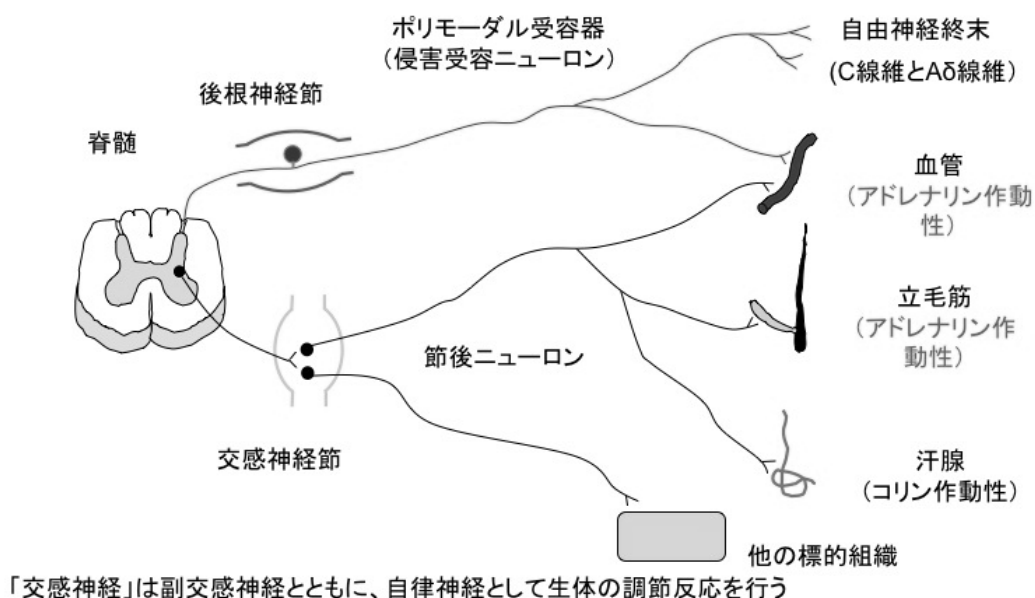 ポリモーダル受容器
（侵害受容ニューロン）
自由神経終末
(C線維とAδ線維）
後根神経節
脊髄
血管
（アドレナリン作動
性）
立毛筋
（アドレナリン作
動性）
節後ニューロン
交感神経節
汗腺
（コリン作動性）
他の標的組織
「交感神経」は副交感神経とともに、自律神経として生体の調節反応を行う